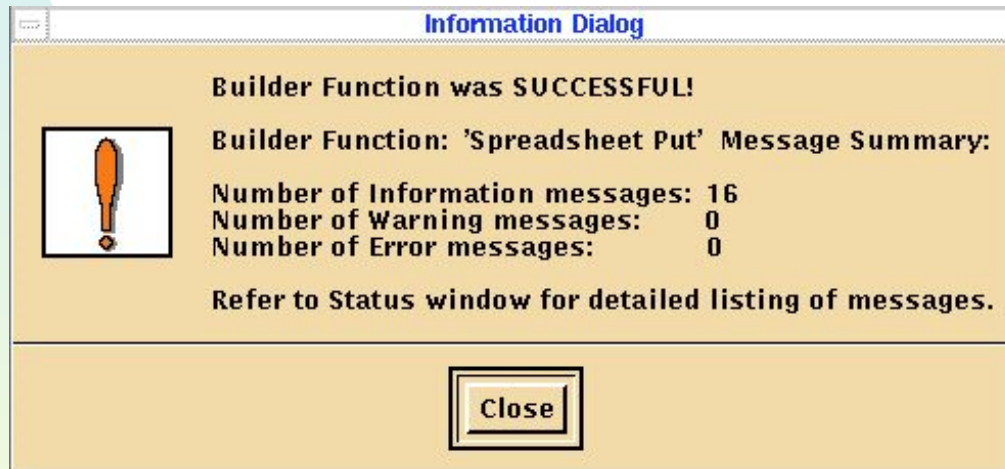 Information Dialog
Builder Function was SUCCESSFUL!
Builder Function: 'Spreadsheet Put' Message Summary:
Number of Information messages: 16
Number of Warning messages: 0
Number of Error messages: 0
Refer to Status window for detailed listing of messages.
Close